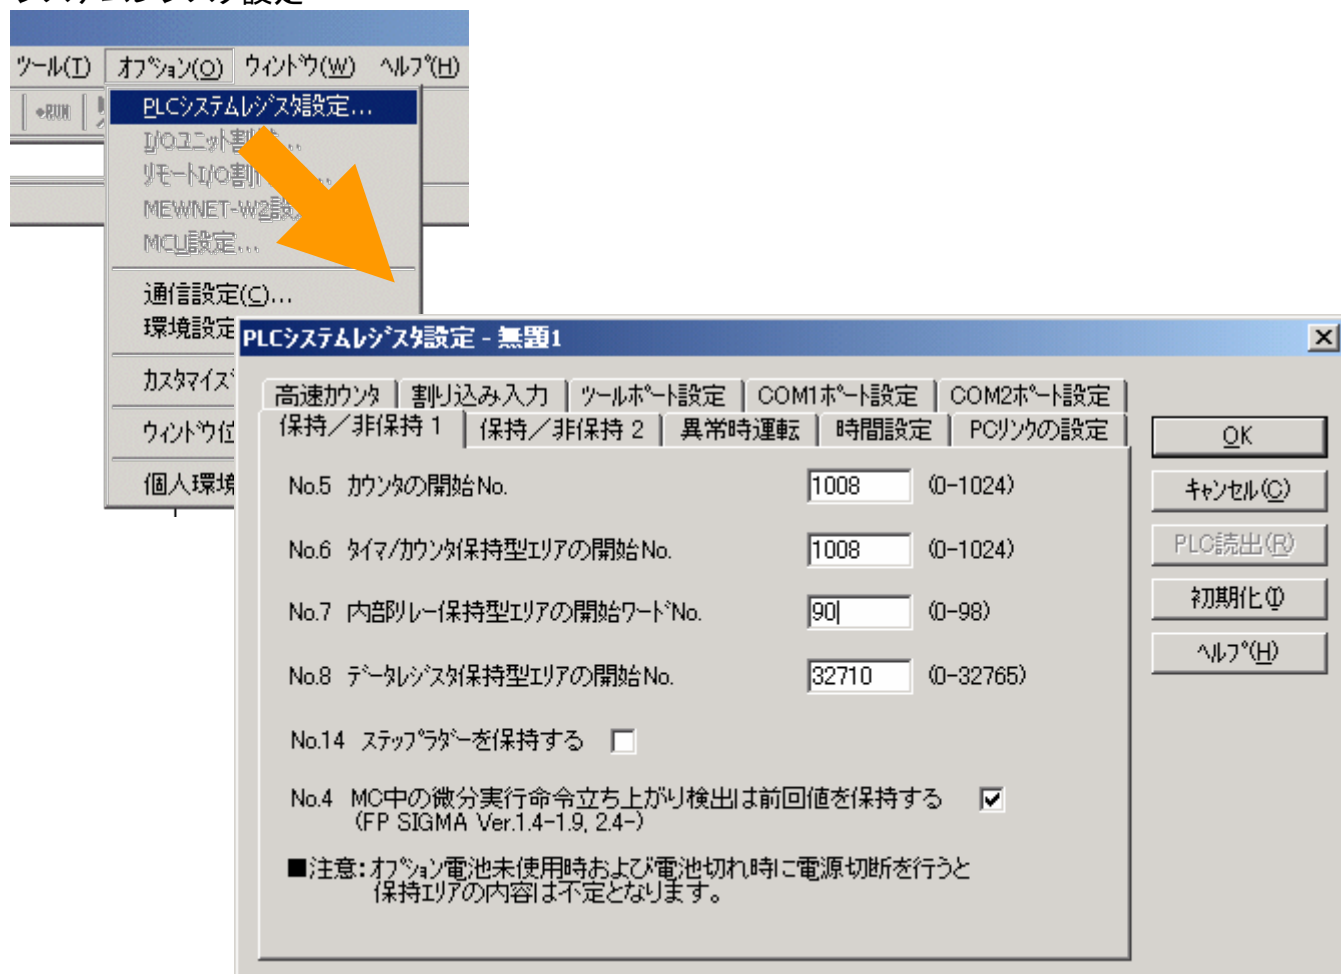 ツール(T) オプション(O) ウィンドウ(W) ヘルプ(H)
RUN
PLCシステムレジスタ設定...
I/Oユニット割
リモートI/O割
MEWNET-W2設
MCU設定...
通信設定(C)...
環境設定
カスタマイズ
ウィンドウ位
個人環境
PLCシステムレジスタ設定 - 無題1
高速カウンタ 割り込み入力 ツールポート設定 COM1ポート設定 COM2ポート設定
保持／非保持 1 保持／非保持 2 異常時運転 時間設定 PCリンクの設定
No.5 カウンタの開始No. 1008 (0-1024)
No.6 タイマ/カウンタ保持型エリアの開始No. 1008 (0-1024)
No.7 内部リレー保持型エリアの開始ワードNo. 90 (0-98)
No.8 データレジスタ保持型エリアの開始No. 32710 (0-32765)
No.14 ステップラダーを保持する
No.4 MC中の微分実行命令立ち上がり検出は前回値を保持する
(FP SIGMA Ver.1.4-1.9, 2.4-)
■注意：オプション電池未使用時および電池切れ時に電源切断を行うと
保持エリアの内容は不定となります。
OK
キャンセル(C)
PLC読出(R)
初期化(I)
ヘルプ(H)